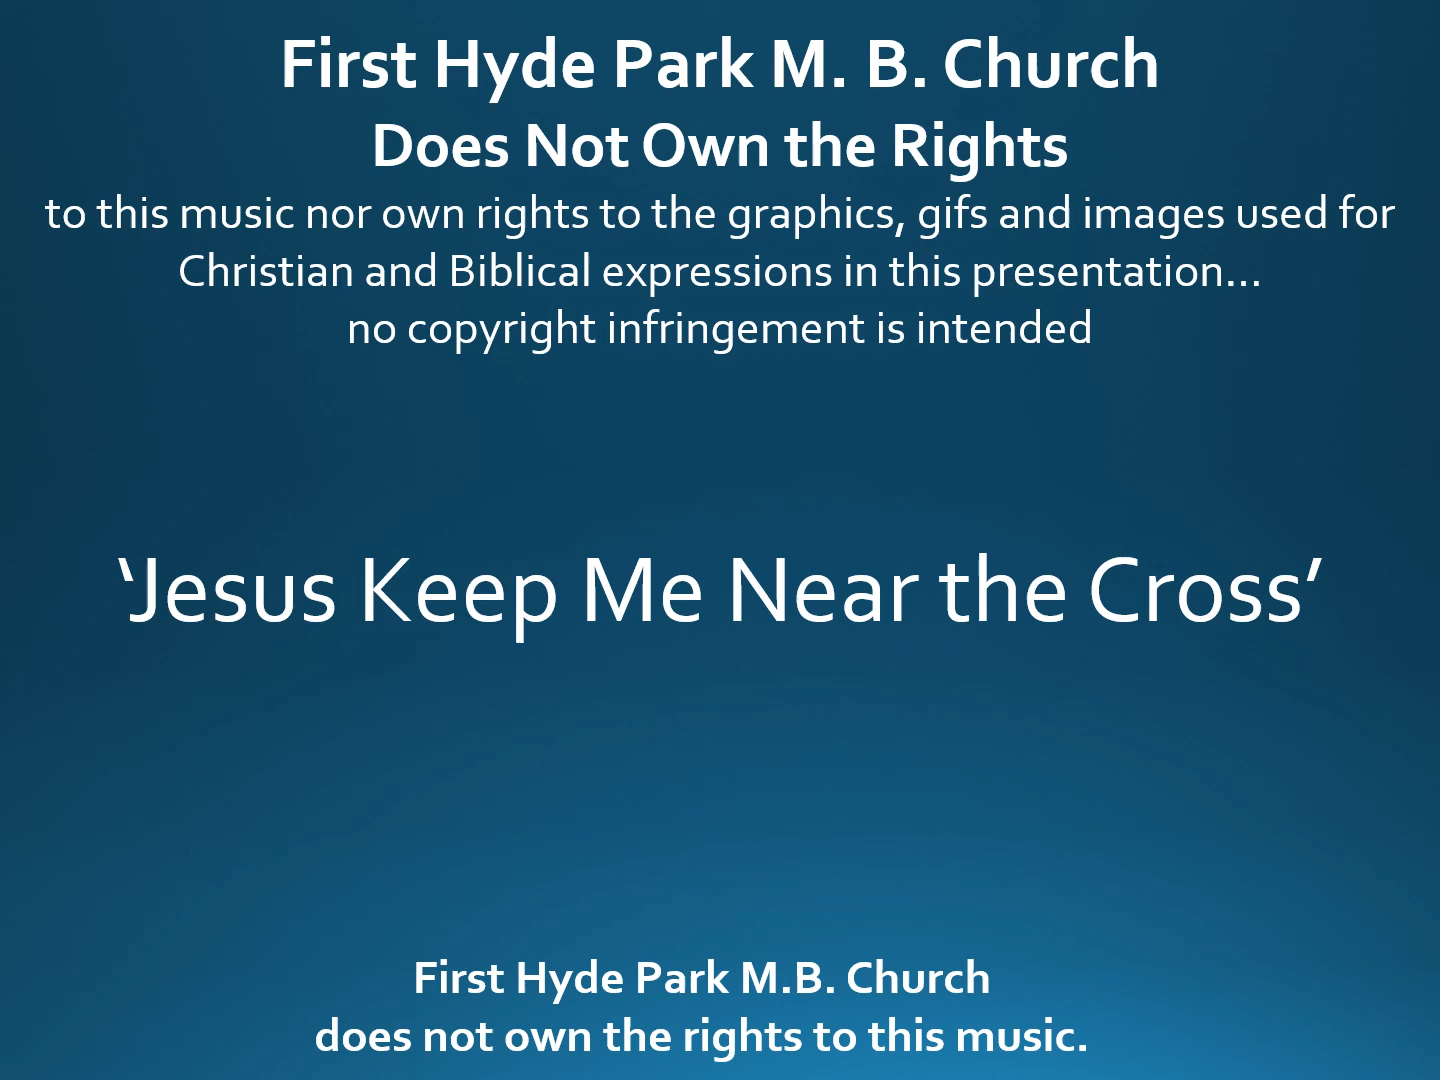 First Hyde Park M. B. Church
Does Not Own the Rights
to this music nor own rights to the graphics, gifs and images used for
Christian and Biblical expressions in this presentation...
no copyright infringement is intended
‘Jesus Keep Me Near the Cross’
First Hyde Park M.B. Church
does not own the rights to this music.